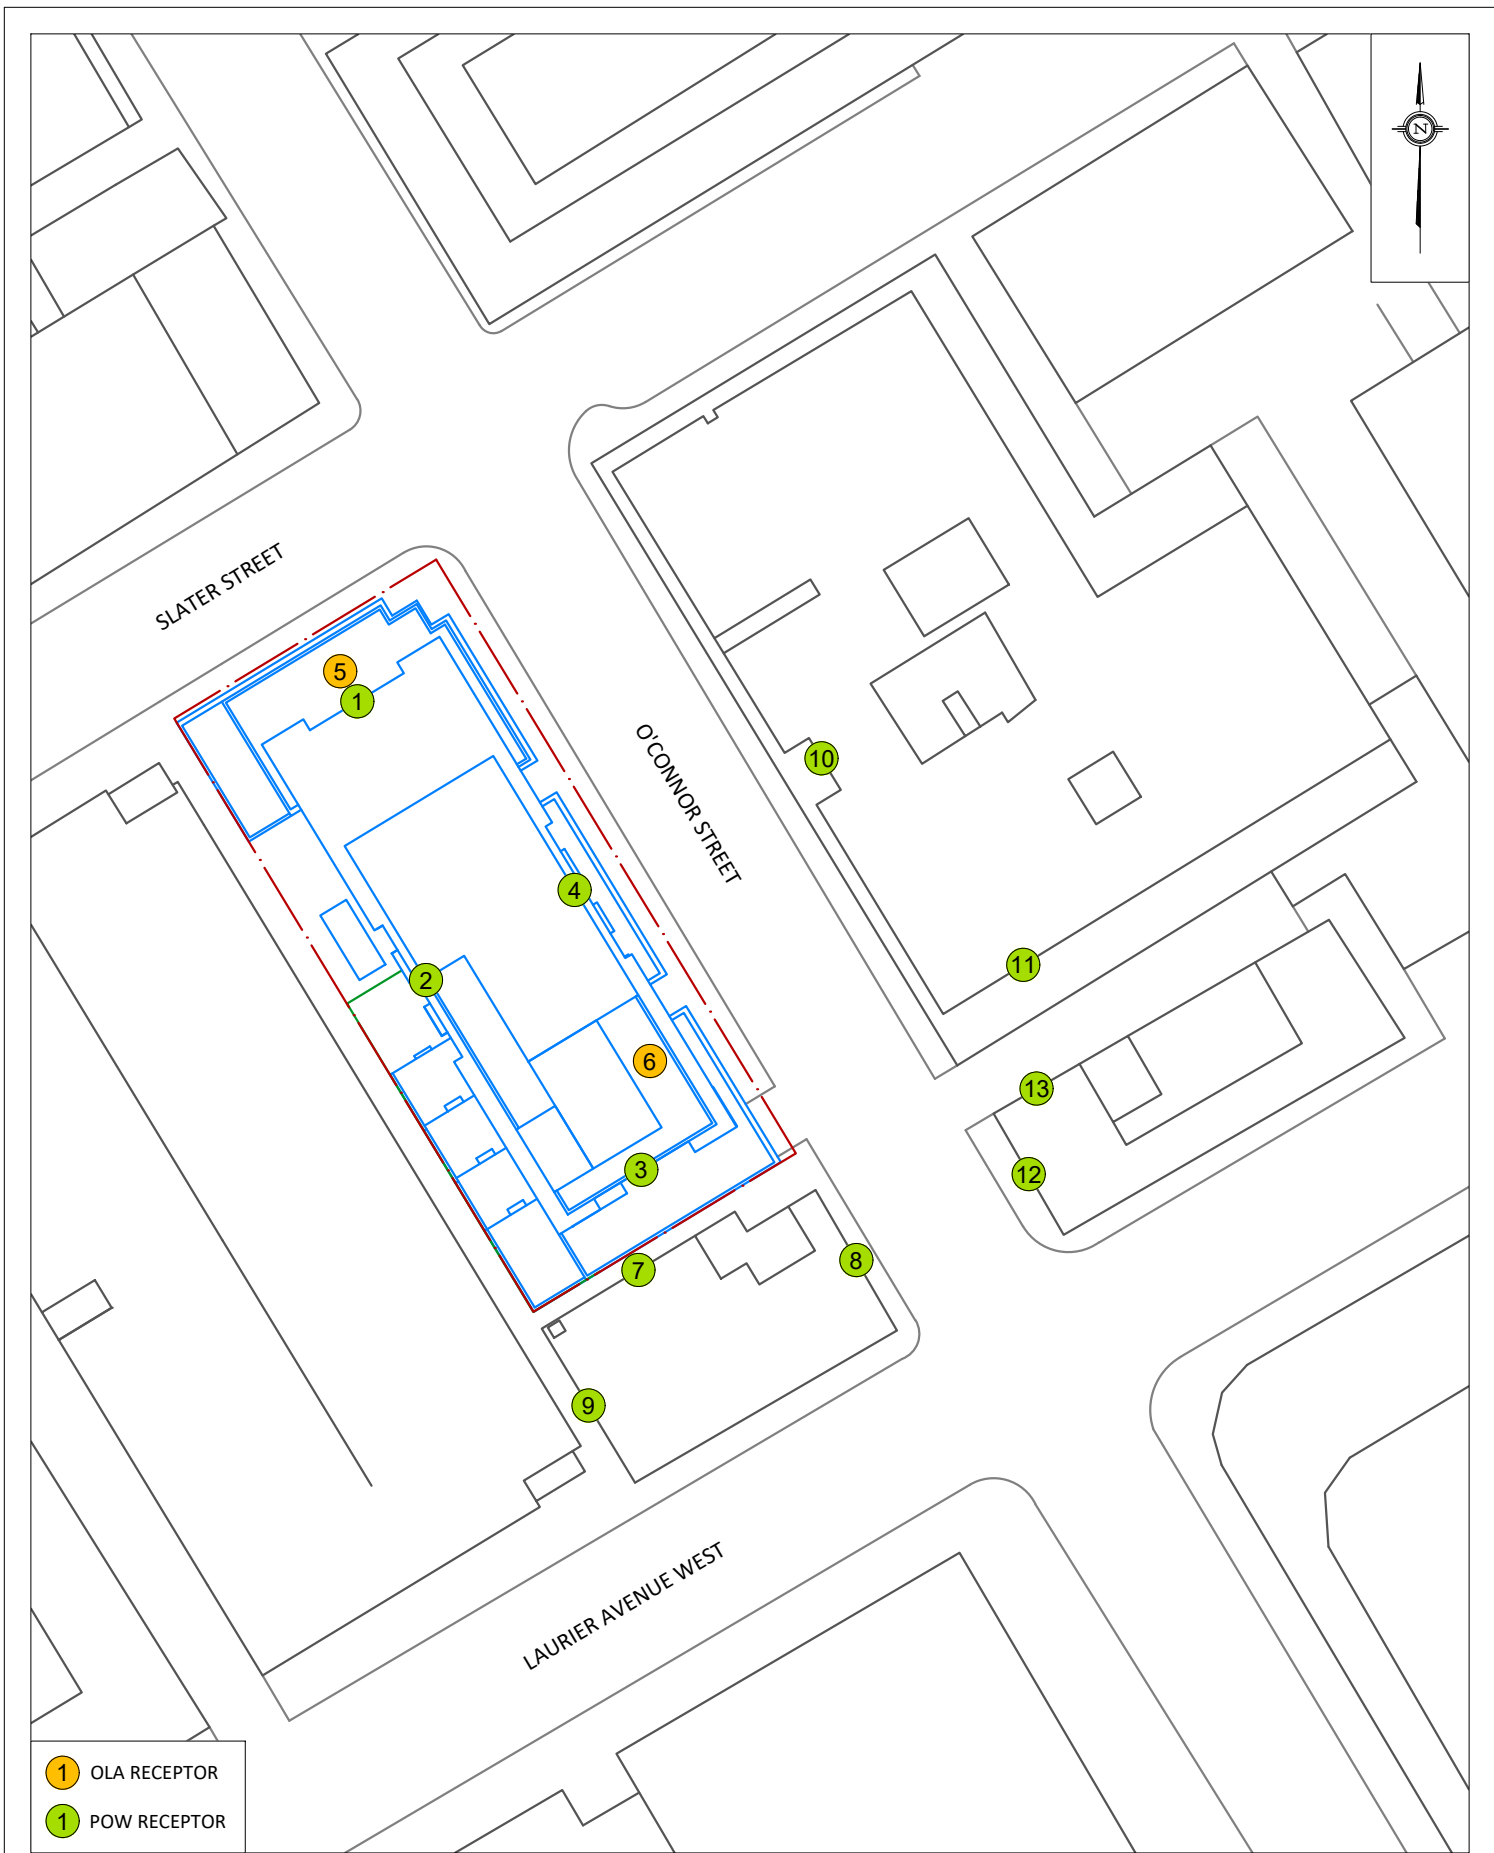 N
SLATER STREET
5
1
O'CONNOR STREET
10
4
11
2
6
13
3
12
8
7
9
LAURIER AVENUE WEST
1 OLA RECEPTOR
1 POW RECEPTOR